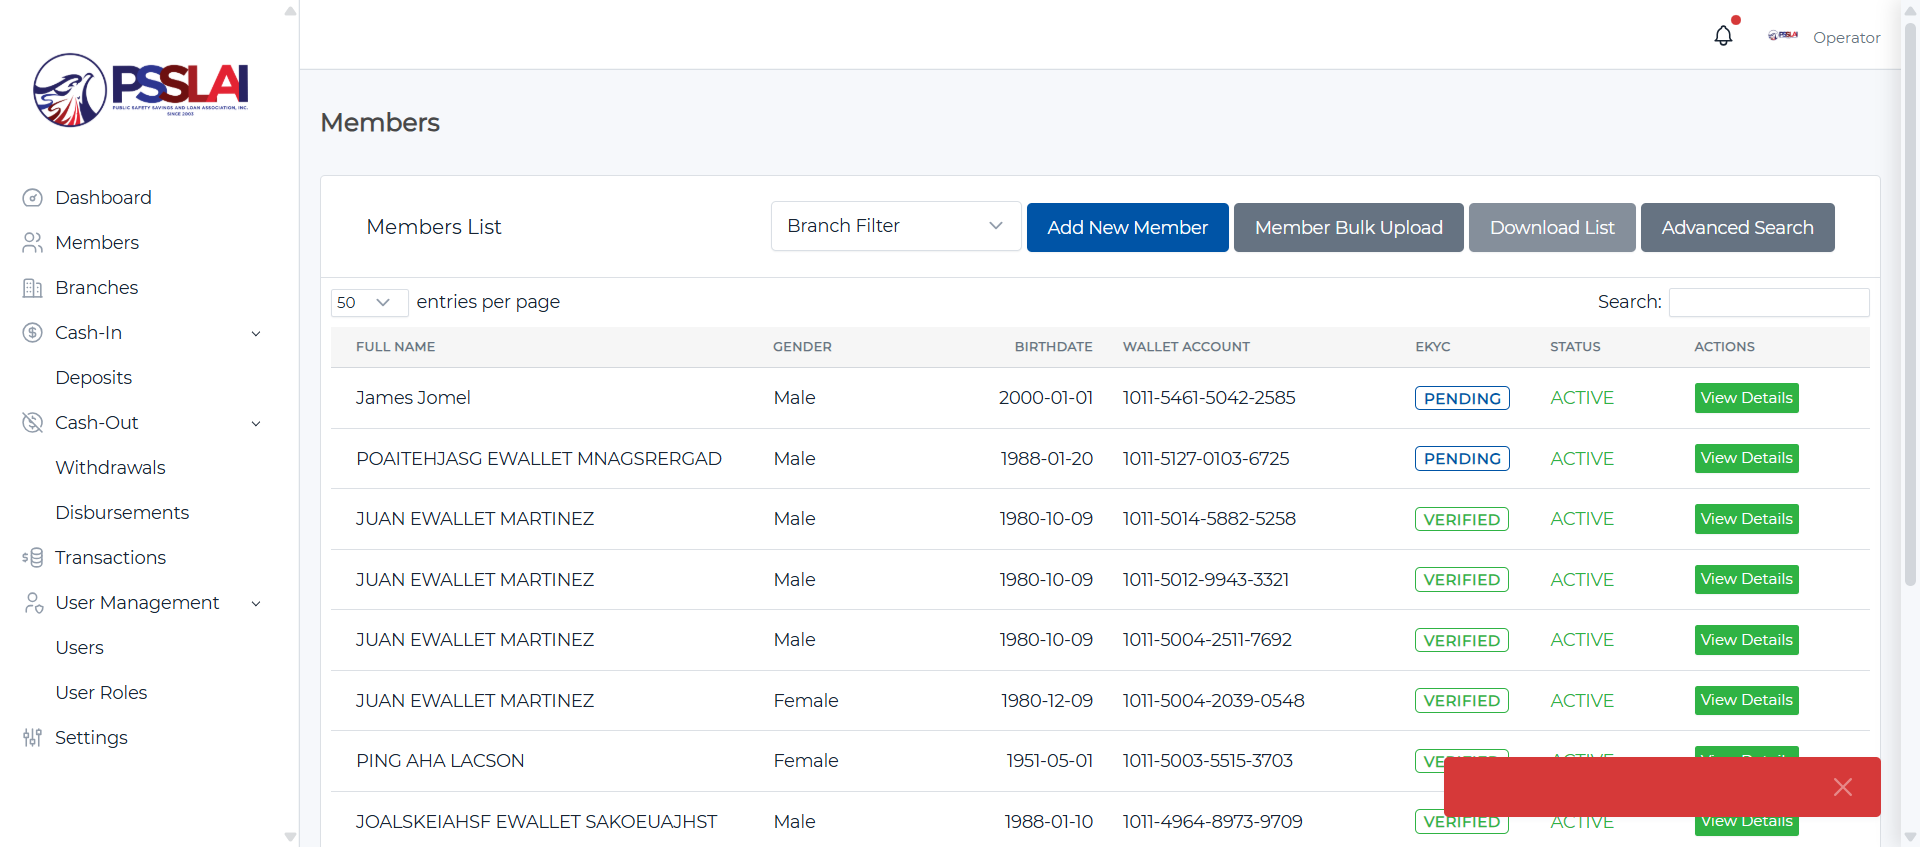 PSSLAI
PUBLIC SAFETY SAVINGS AND LOAN ASSOCIATION, INC.
SINCE 2003
Operator
Dashboard
Members
Branches
Cash-In
Deposits
Cash-Out
Withdrawals
Disbursements
Transactions
User Management
Users
User Roles
Settings
Members
Members List
Branch Filter
Add New Member
Member Bulk Upload
Download List
Advanced Search
50 entries per page
Search:
FULL NAME GENDER BIRTHDATE WALLET ACCOUNT EKYC STATUS ACTIONS
James Jomel Male 2000-01-01 1011-5461-5042-2585 PENDING ACTIVE View Details
POAITEHJASG EWALLET MNAGSRERGAD Male 1988-01-20 1011-5127-0103-6725 PENDING ACTIVE View Details
JUAN EWALLET MARTINEZ Male 1980-10-09 1011-5014-5882-5258 VERIFIED ACTIVE View Details
JUAN EWALLET MARTINEZ Male 1980-10-09 1011-5012-9943-3321 VERIFIED ACTIVE View Details
JUAN EWALLET MARTINEZ Male 1980-10-09 1011-5004-2511-7692 VERIFIED ACTIVE View Details
JUAN EWALLET MARTINEZ Female 1980-12-09 1011-5004-2039-0548 VERIFIED ACTIVE View Details
PING AHA LACSON Female 1951-05-01 1011-5003-5515-3703 VERIFIED ACTIVE View Details
JOALSKEIAHSF EWALLET SAKOEUAJHST Male 1988-01-10 1011-4964-8973-9709 VERIFIED ACTIVE View Details